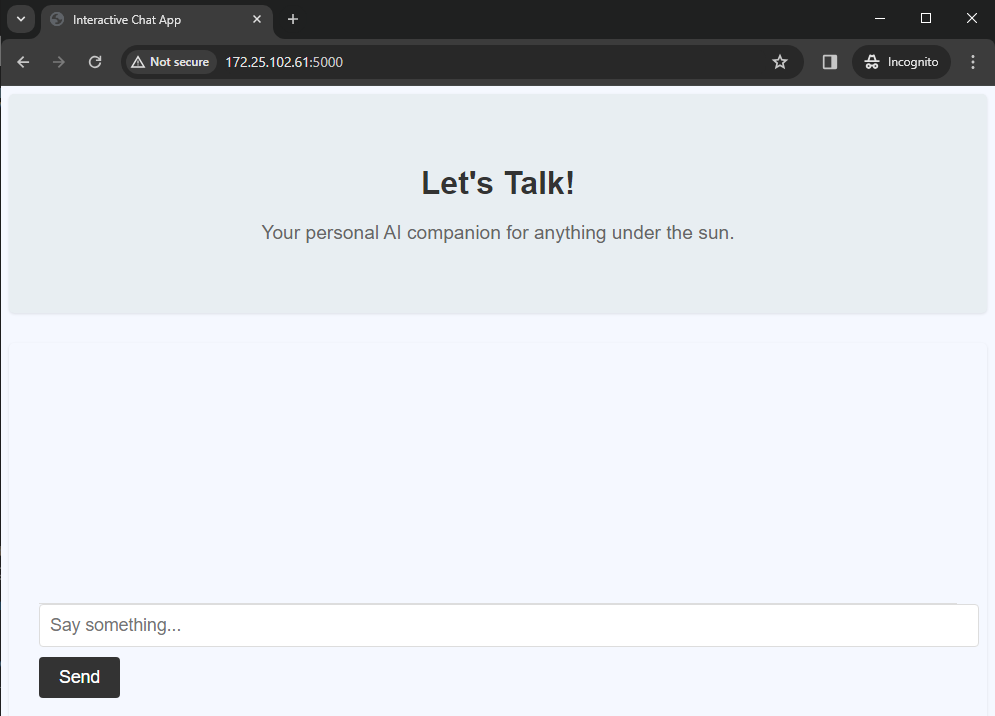 Interactive Chat App
Not secure
172.25.102.61:5000
Incognito
Let's Talk!
Your personal AI companion for anything under the sun.
Say something...
Send